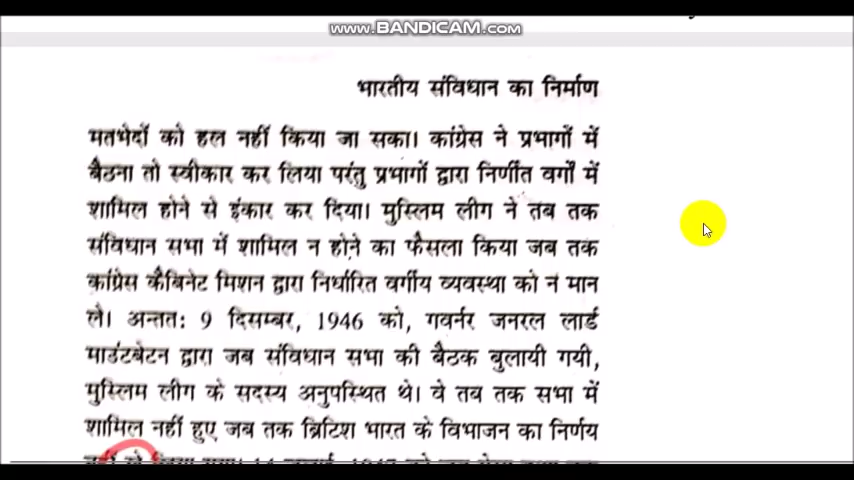 www.BANDICAM.com
भारतीय संविधान का निर्माण
मतभेदों को हल नहीं किया जा सका। कांग्रेस ने प्रभागों में
बैठना तो स्वीकार कर लिया परंतु प्रभागों द्वारा निर्णीत वर्गों में
शामिल होने से इंकार कर दिया। मुस्लिम लीग ने तब तक
संविधान सभा में शामिल न होने का फैसला किया जब तक
कांग्रेस कैबिनेट मिशन द्वारा निर्धारित वर्गीय व्यवस्था को न मान
ले। अन्ततः 9 दिसम्बर, 1946 को, गवर्नर जनरल लार्ड
माउंटबेटन द्वारा जब संविधान सभा की बैठक बुलायी गयी,
मुस्लिम लीग के सदस्य अनुपस्थित थे। वे तब तक सभा में
शामिल नहीं हुए जब तक ब्रिटिश भारत के विभाजन का निर्णय